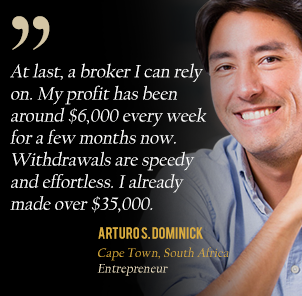 ”
At last, a broker I can rely
on. My profit has been
around $6,000 every week
for a few months now.
Withdrawals are speedy
and effortless. I already
made over $35,000.
ARTURO S. DOMINICK
Cape Town, South Africa
Entrepreneur